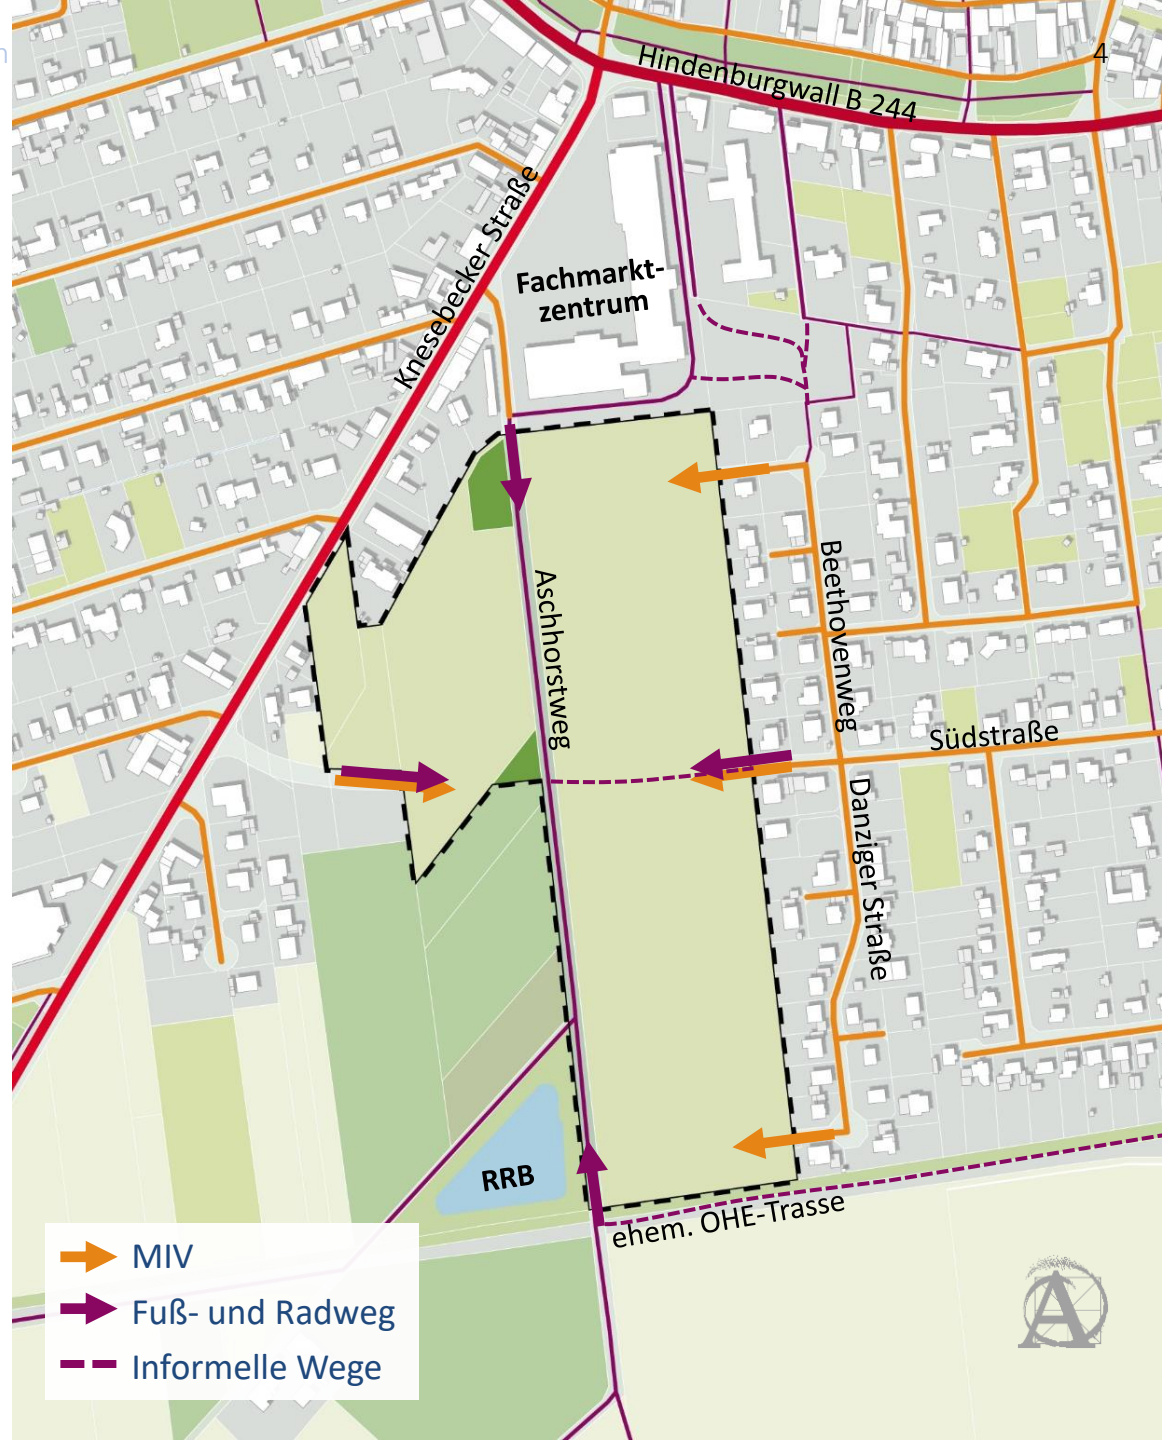 n
4
Hindenburgwall B 244
Knesebecker Straße
Fachmarkt-
zentrum
Aschhorstweg
Beethovenweg
Südstraße
Danziger Straße
RRB
ehem. OHE-Trasse
MIV
Fuß- und Radweg
Informelle Wege
A